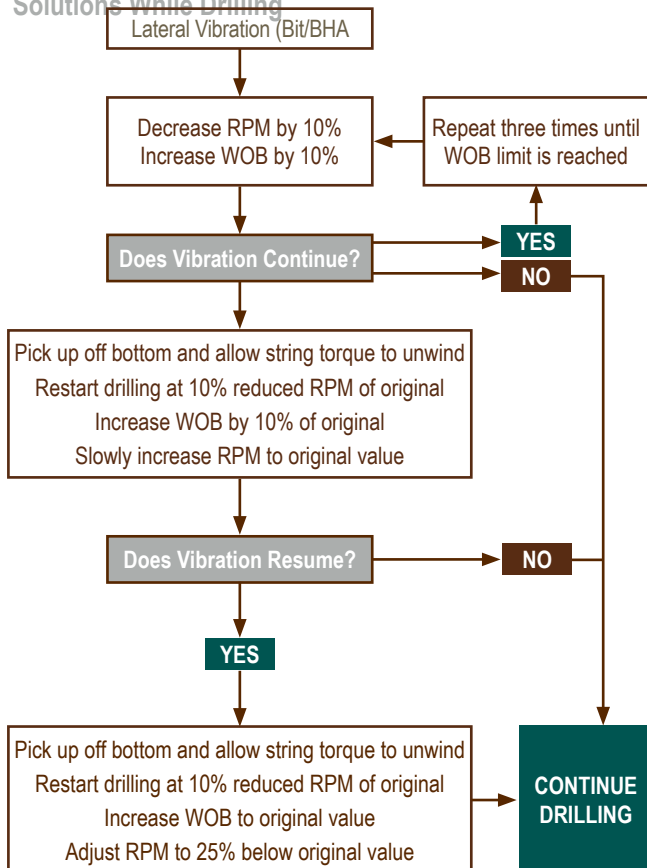 Solutions While Drilling
Lateral Vibration (Bit/BHA
Decrease RPM by 10%
Increase WOB by 10%
Repeat three times until
WOB limit is reached
Does Vibration Continue?
YES
NO
Pick up off bottom and allow string torque to unwind
Restart drilling at 10% reduced RPM of original
Increase WOB by 10% of original
Slowly increase RPM to original value
Does Vibration Resume?
NO
YES
Pick up off bottom and allow string torque to unwind
Restart drilling at 10% reduced RPM of original
Increase WOB to original value
Adjust RPM to 25% below original value
CONTINUE
DRILLING